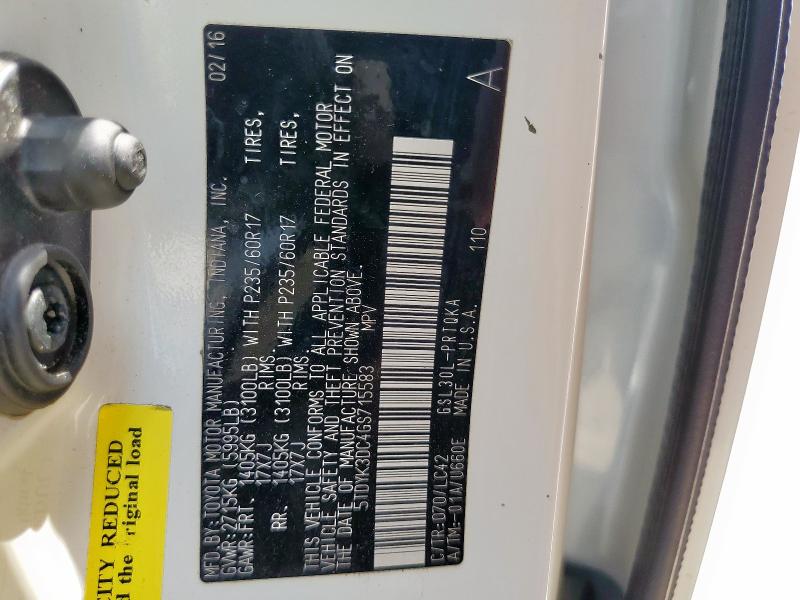 MFD.BY:TOYOTA MOTOR MANUFACTURING, INDIANA, INC. 02/16
GVWR:2715KG (5995LB)
GAWR:FRT. 1405KG (3100LB) WITH P235/60R17 TIRES,
17X7J RIMS.
RR. 1405KG (3100LB) WITH P235/60R17 TIRES,
17X7J RIMS.
THIS VEHICLE CONFORMS TO ALL APPLICABLE FEDERAL MOTOR
VEHICLE SAFETY AND THEFT PREVENTION STANDARDS IN EFFECT ON
THE DATE OF MANUFACTURE SHOWN ABOVE.
5TDYK3DC4GS715583 MPV
C/TR:070/LC42 GSL30L-PRTQKA
A/TM:-01A/U660E MADE IN U.S.A. 110 A
CITY REDUCED
d the riginal load